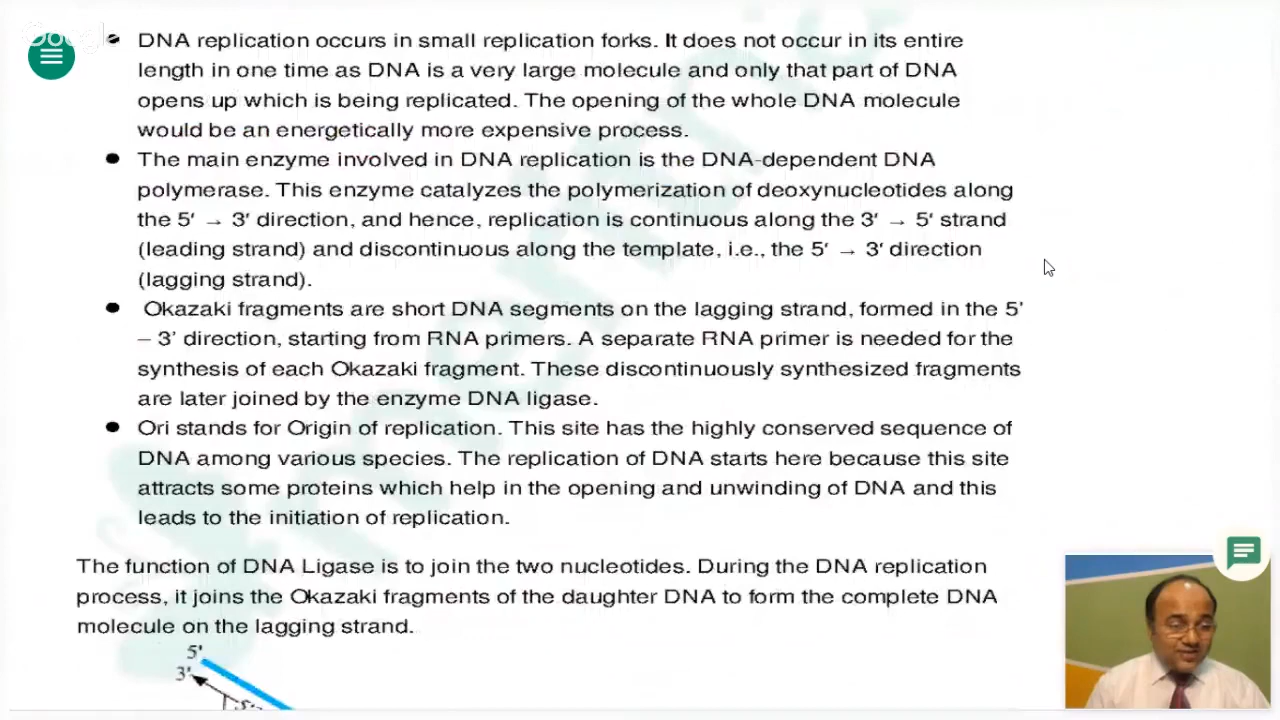 ● DNA replication occurs in small replication forks. It does not occur in its entire
length in one time as DNA is a very large molecule and only that part of DNA
opens up which is being replicated. The opening of the whole DNA molecule
would be an energetically more expensive process.
● The main enzyme involved in DNA replication is the DNA-dependent DNA
polymerase. This enzyme catalyzes the polymerization of deoxynucleotides along
the 5′ → 3′ direction, and hence, replication is continuous along the 3′ → 5′ strand
(leading strand) and discontinuous along the template, i.e., the 5′ → 3′ direction
(lagging strand).
● Okazaki fragments are short DNA segments on the lagging strand, formed in the 5’
– 3’ direction, starting from RNA primers. A separate RNA primer is needed for the
synthesis of each Okazaki fragment. These discontinuously synthesized fragments
are later joined by the enzyme DNA ligase.
● Ori stands for Origin of replication. This site has the highly conserved sequence of
DNA among various species. The replication of DNA starts here because this site
attracts some proteins which help in the opening and unwinding of DNA and this
leads to the initiation of replication.
The function of DNA Ligase is to join the two nucleotides. During the DNA replication
process, it joins the Okazaki fragments of the daughter DNA to form the complete DNA
molecule on the lagging strand.
5'
3'